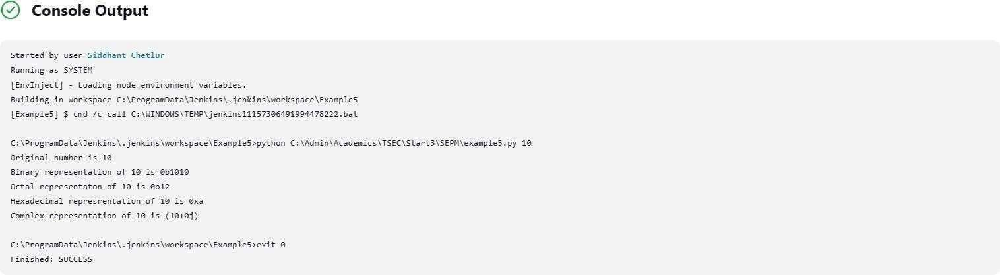 Console Output
Started by user Siddhant Chetlur
Running as SYSTEM
[EnvInject] - Loading node environment variables.
Building in workspace C:\ProgramData\Jenkins\.jenkins\workspace\Example5
[Example5] $ cmd /c call C:\WINDOWS\TEMP\jenkins11157306491994478222.bat
C:\ProgramData\Jenkins\.jenkins\workspace\Example5>python C:\Admin\Academics\TSEC\Start3\SEPM\example5.py 10
Original number is 10
Binary representation of 10 is 0b1010
Octal representaton of 10 is 0o12
Hexadecimal represrentation of 10 is 0xa
Complex representation of 10 is (10+0j)
C:\ProgramData\Jenkins\.jenkins\workspace\Example5>exit 0
Finished: SUCCESS